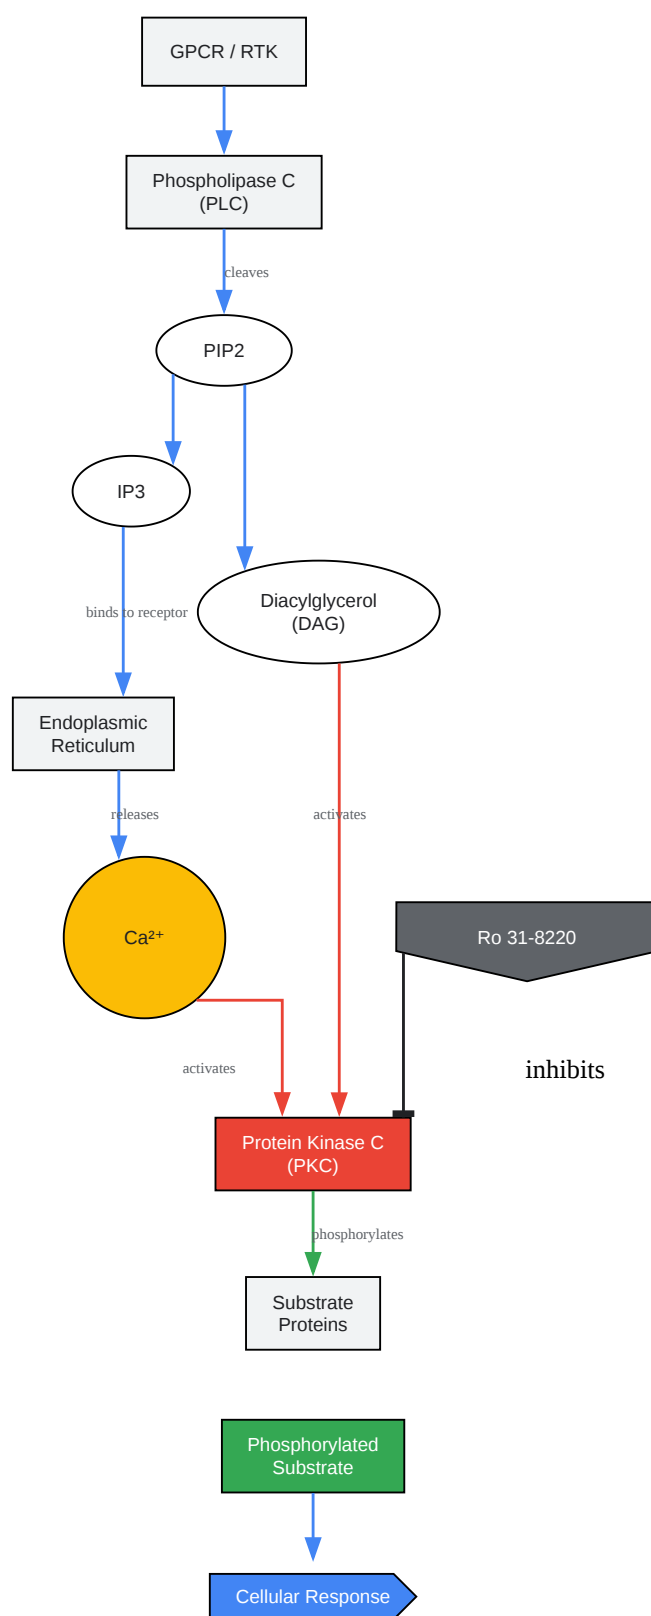 GPCR / RTK
Phospholipase C
(PLC)
cleaves
PIP2
IP3
Diacylglycerol
(DAG)
binds to receptor
Endoplasmic
Reticulum
releases
activates
Ca²⁺
Ro 31-8220
activates
inhibits
Protein Kinase C
(PKC)
phosphorylates
Substrate
Proteins
Phosphorylated
Substrate
Cellular Response